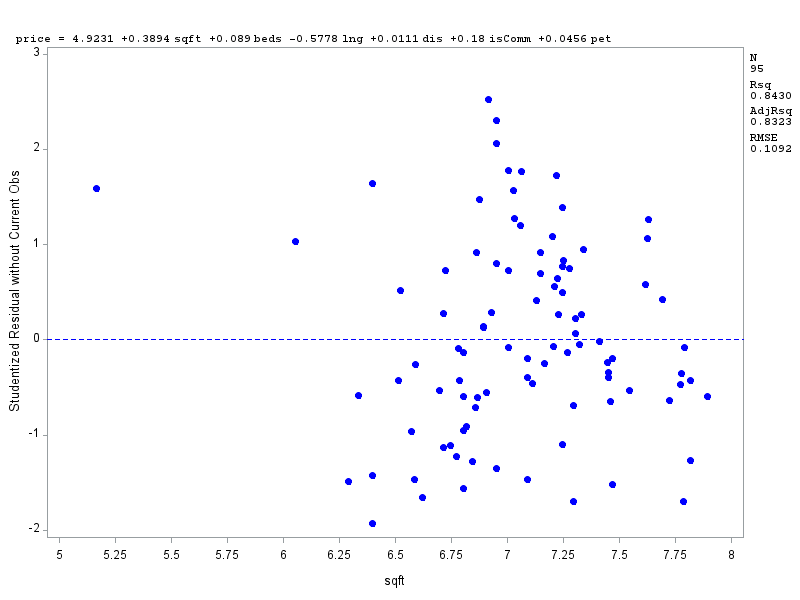 price = 4.9231 +0.3894 sqft +0.089 beds -0.5778 lng +0.0111 dis +0.18 isComm +0.0456 pet
N
95
Rsq
0.8430
AdjRsq
0.8323
RMSE
0.1092
3
2
1
0
-1
-2
Studentized Residual without Current Obs
5 5.25 5.5 5.75 6 6.25 6.5 6.75 7 7.25 7.5 7.75 8
sqft